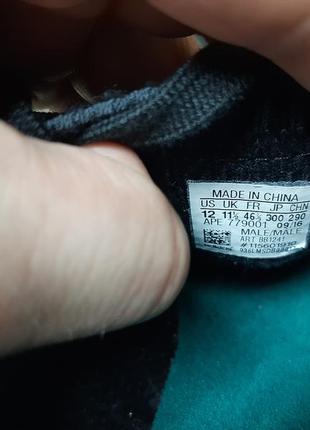 MADE IN CHINA
US UK FR JP CHN
12 11½ 46⅔ 300 290
APE 779001 09/16
MALE/MALE
ART BB1241